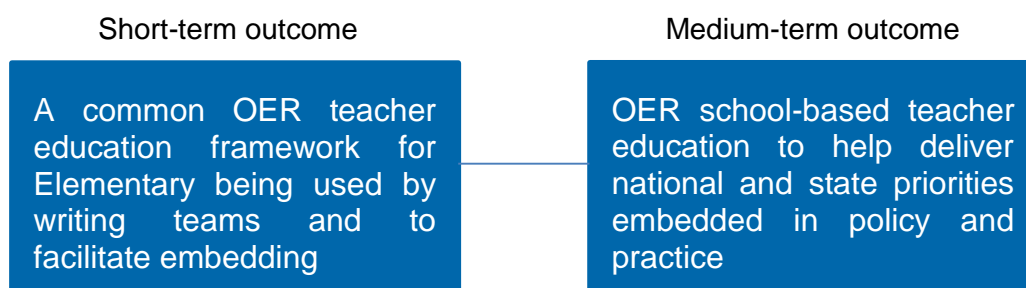 Short-term outcome
Medium-term outcome
A common OER teacher
education framework for
Elementary being used by
writing teams and to
facilitate embedding
OER school-based teacher
education to help deliver
national and state priorities
embedded in policy and
practice